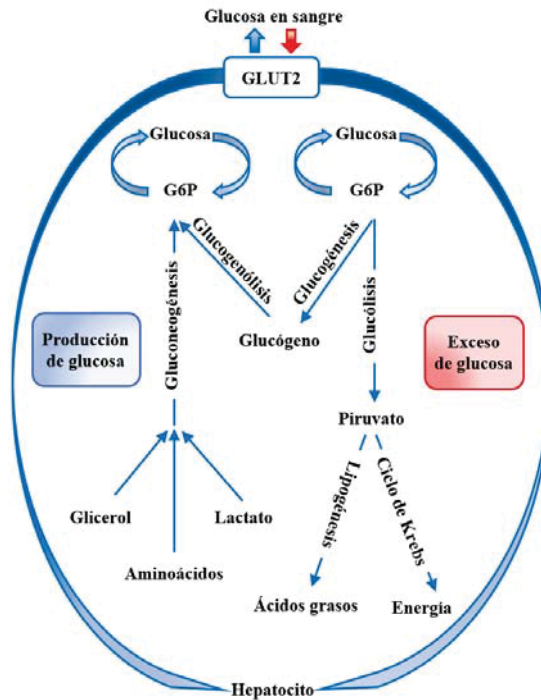 Glucosa en sangre
GLUT2
Glucosa
Glucosa
G6P
G6P
Glucogenólisis
Glucogénesis
Gluconeogénesis
Glucólisis
Glucógeno
Producción
de glucosa
Exceso
de glucosa
Piruvato
Lipogénesis
Ciclo de Krebs
Glicerol
Lactato
Aminoácidos
Ácidos grasos
Energía
Hepatocito